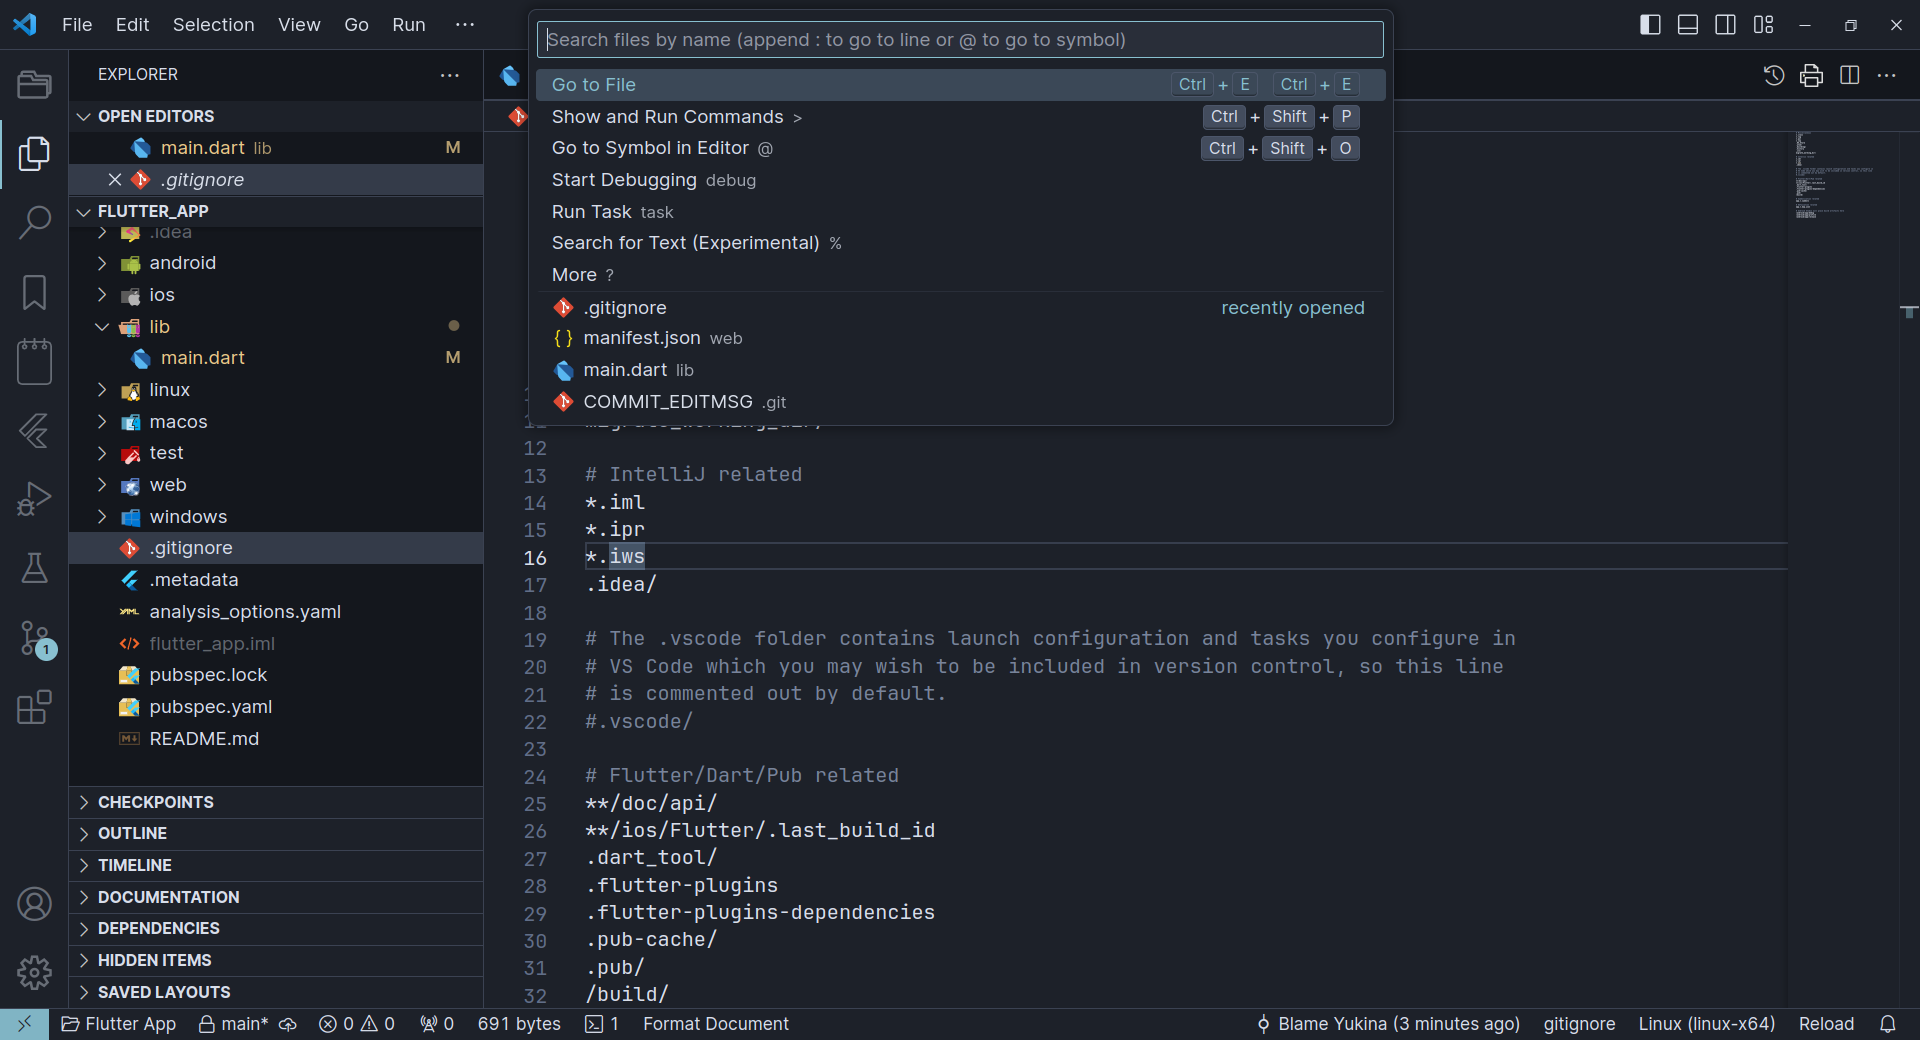 File Edit Selection View Go Run ···
Search files by name (append : to go to line or @ to go to symbol)
Go to File Ctrl + E Ctrl + E
Show and Run Commands > Ctrl + Shift + P
Go to Symbol in Editor @ Ctrl + Shift + O
Start Debugging debug
Run Task task
Search for Text (Experimental) %
More ?
.gitignore recently opened
manifest.json web
main.dart lib
COMMIT_EDITMSG .git
EXPLORER
OPEN EDITORS
main.dart lib M
.gitignore
FLUTTER_APP
.idea
android
ios
lib
main.dart M
linux
macos
test
web
windows
.gitignore
.metadata
analysis_options.yaml
flutter_app.iml
pubspec.lock
pubspec.yaml
README.md
CHECKPOINTS
OUTLINE
TIMELINE
DOCUMENTATION
DEPENDENCIES
HIDDEN ITEMS
SAVED LAYOUTS
1
12
13 # IntelliJ related
14 *.iml
15 *.ipr
16 *.iws
17 .idea/
18
19 # The .vscode folder contains launch configuration and tasks you configure in
20 # VS Code which you may wish to be included in version control, so this line
21 # is commented out by default.
22 #.vscode/
23
24 # Flutter/Dart/Pub related
25 **/doc/api/
26 **/ios/Flutter/.last_build_id
27 .dart_tool/
28 .flutter-plugins
29 .flutter-plugins-dependencies
30 .pub-cache/
31 .pub/
32 /build/
Flutter App main* 0 0 0 691 bytes 1 Format Document Blame Yukina (3 minutes ago) gitignore Linux (linux-x64) Reload